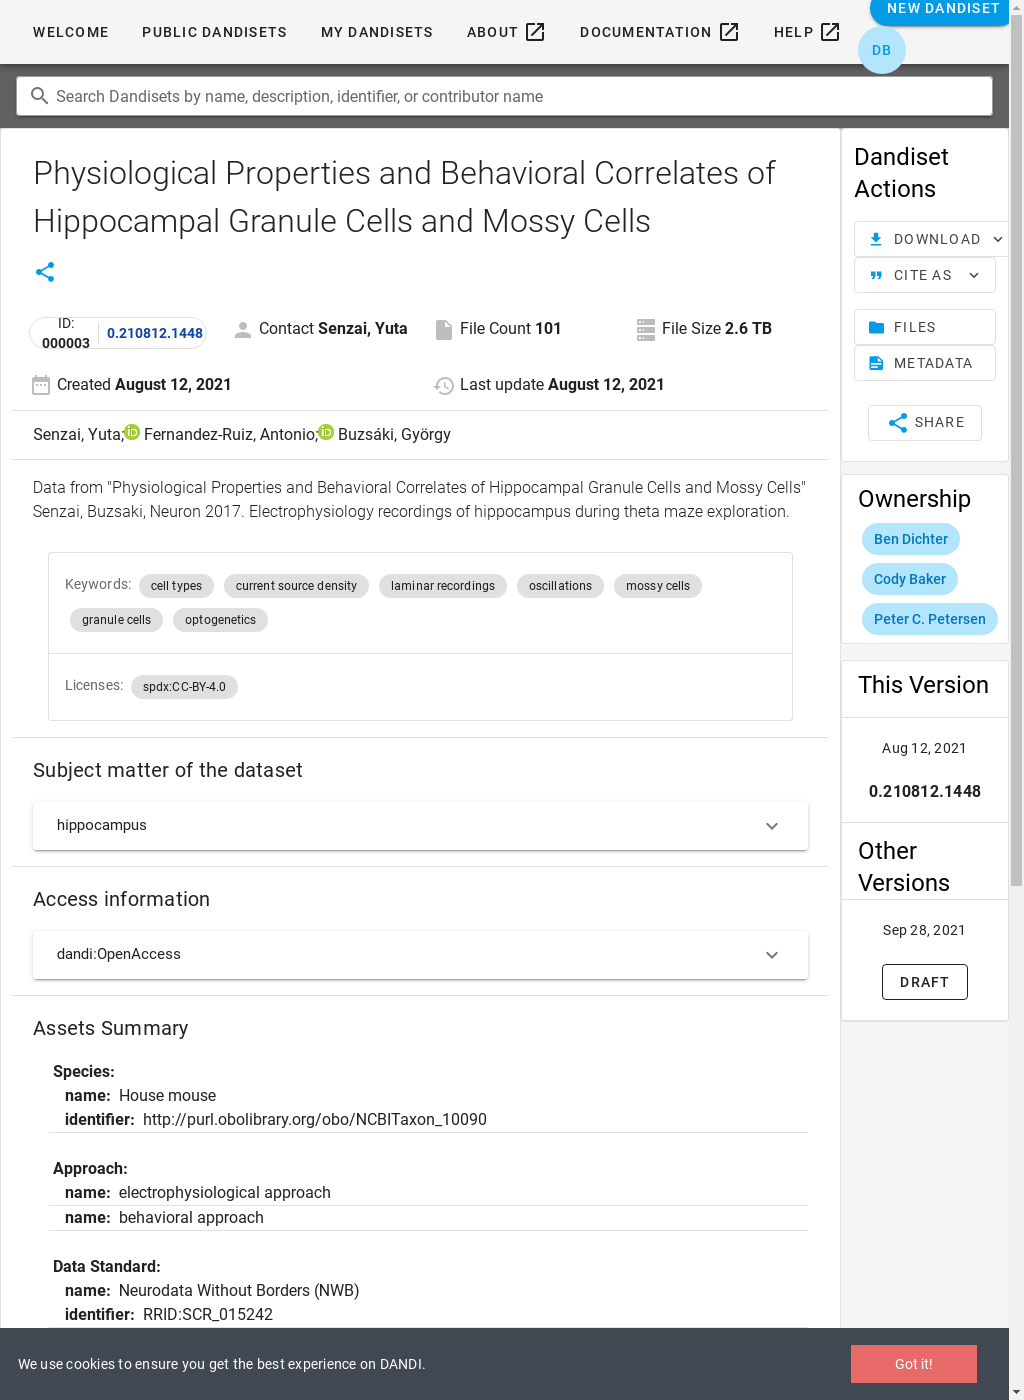 WELCOME PUBLIC DANDISETS MY DANDISETS ABOUT DOCUMENTATION HELP NEW DANDISET
DB
Search Dandisets by name, description, identifier, or contributor name
Physiological Properties and Behavioral Correlates of
Hippocampal Granule Cells and Mossy Cells
ID: 000003 0.210812.1448 Contact Senzai, Yuta File Count 101 File Size 2.6 TB
Created August 12, 2021 Last update August 12, 2021
Senzai, Yuta; Fernandez-Ruiz, Antonio; Buzsáki, György
Data from "Physiological Properties and Behavioral Correlates of Hippocampal Granule Cells and Mossy Cells"
Senzai, Buzsaki, Neuron 2017. Electrophysiology recordings of hippocampus during theta maze exploration.
Keywords: cell types current source density laminar recordings oscillations mossy cells
granule cells optogenetics
Licenses: spdx:CC-BY-4.0
Subject matter of the dataset
hippocampus
Access information
dandi:OpenAccess
Assets Summary
Species:
name: House mouse
identifier: http://purl.obolibrary.org/obo/NCBITaxon_10090
Approach:
name: electrophysiological approach
name: behavioral approach
Data Standard:
name: Neurodata Without Borders (NWB)
identifier: RRID:SCR_015242
Dandiset
Actions
DOWNLOAD
CITE AS
FILES
METADATA
SHARE
Ownership
Ben Dichter
Cody Baker
Peter C. Petersen
This Version
Aug 12, 2021
0.210812.1448
Other
Versions
Sep 28, 2021
DRAFT
We use cookies to ensure you get the best experience on DANDI. Got it!